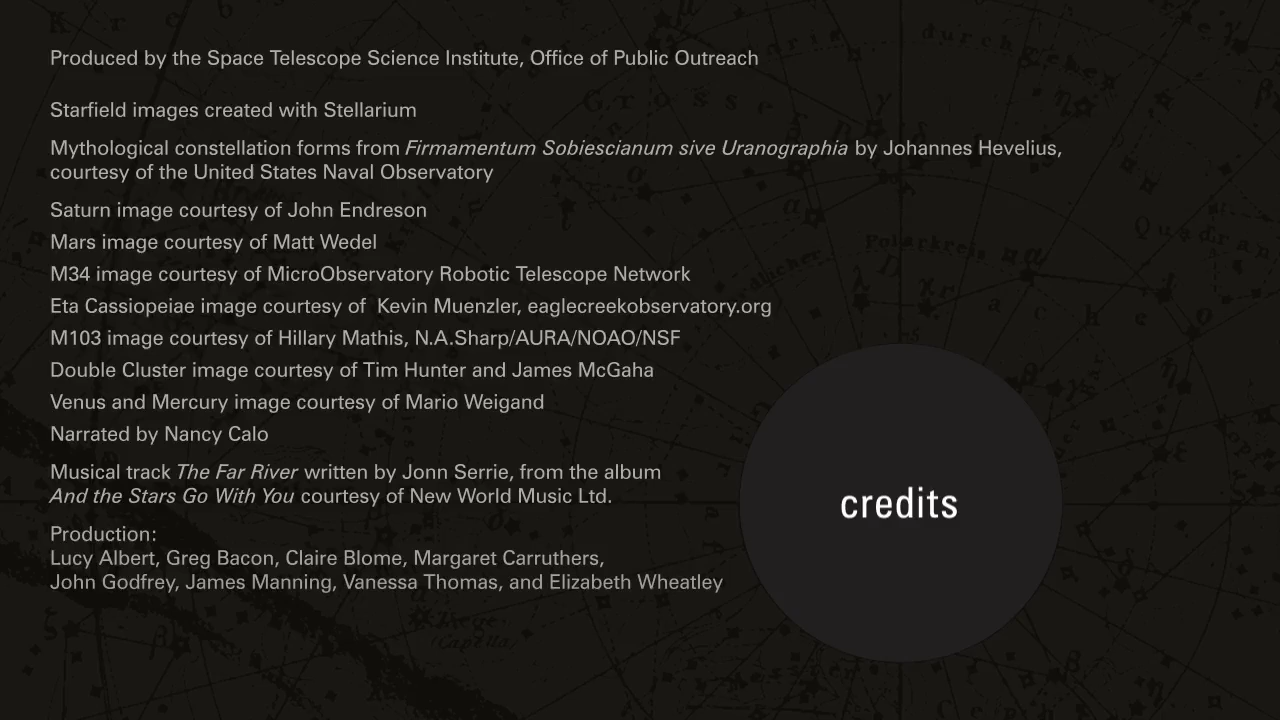 Produced by the Space Telescope Science Institute, Office of Public Outreach
Starfield images created with Stellarium
Mythological constellation forms from Firmamentum Sobiescianum sive Uranographia by Johannes Hevelius,
courtesy of the United States Naval Observatory
Saturn image courtesy of John Endreson
Mars image courtesy of Matt Wedel
M34 image courtesy of MicroObservatory Robotic Telescope Network
Eta Cassiopeiae image courtesy of  Kevin Muenzler, eaglecreekobservatory.org
M103 image courtesy of Hillary Mathis, N.A.Sharp/AURA/NOAO/NSF
Double Cluster image courtesy of Tim Hunter and James McGaha
Venus and Mercury image courtesy of Mario Weigand
Narrated by Nancy Calo
Musical track The Far River written by Jonn Serrie, from the album
And the Stars Go With You courtesy of New World Music Ltd.
Production:
Lucy Albert, Greg Bacon, Claire Blome, Margaret Carruthers,
John Godfrey, James Manning, Vanessa Thomas, and Elizabeth Wheatley
credits
Grosse
durch
Polarkreis
Capella